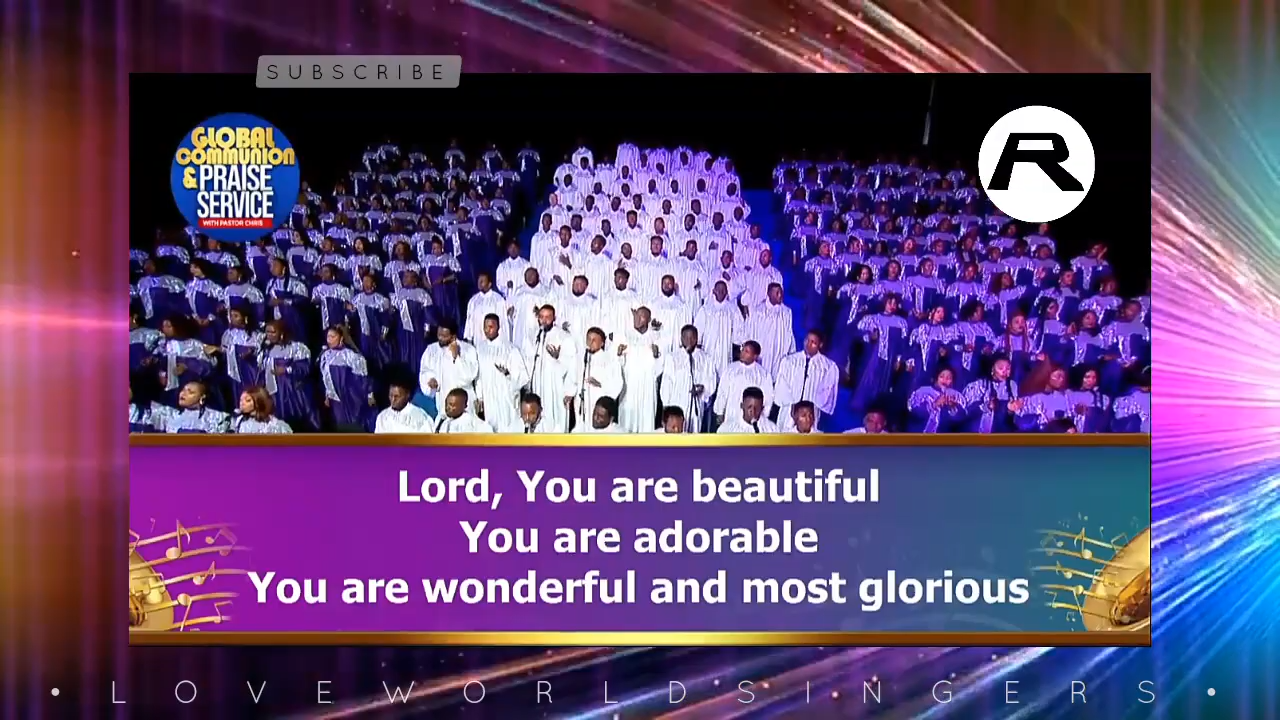 SUBSCRIBE
GLOBAL
COMMUNION
& PRAISE
SERVICE
WITH PASTOR CHRIS
R
Lord, You are beautiful
You are adorable
You are wonderful and most glorious
• LOVEWORLDSINGERS •